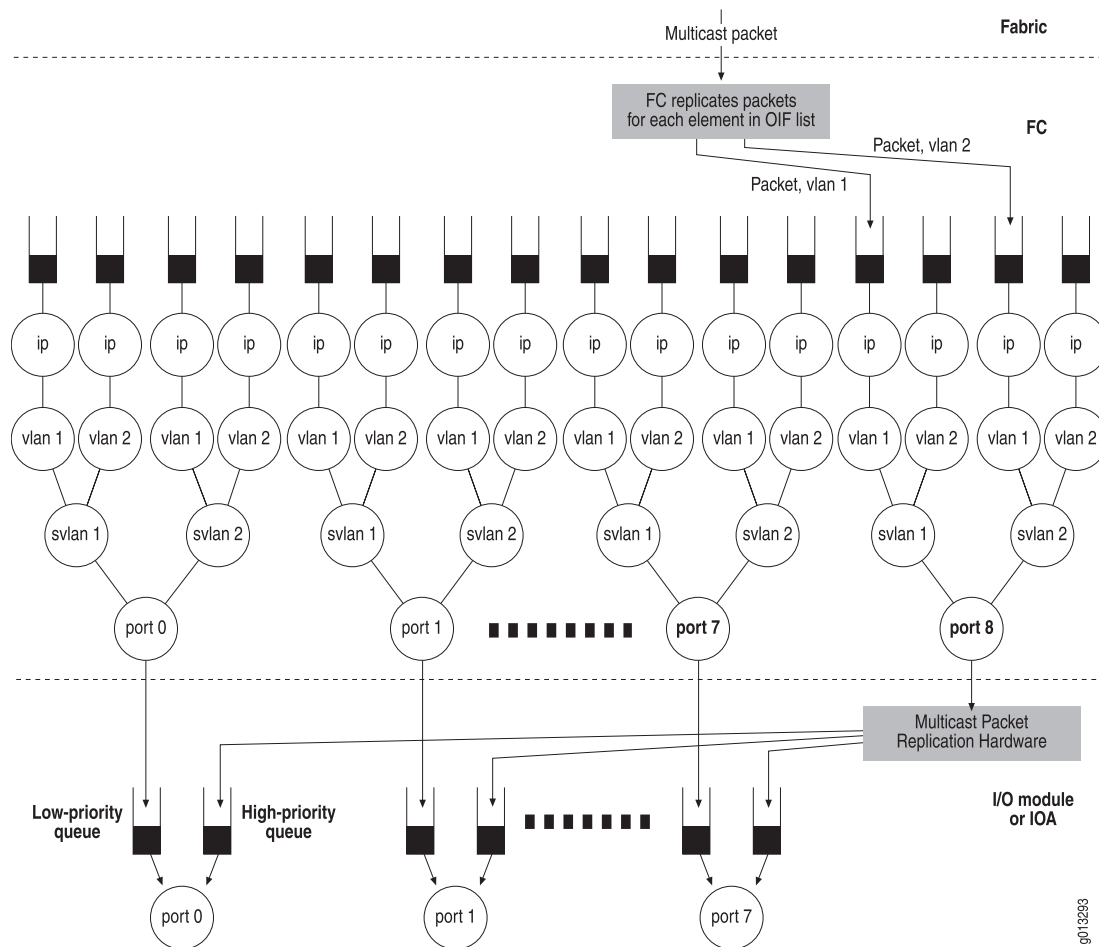 Multicast packet
Fabric
FC replicates packets
for each element in OIF list
FC
Packet, vlan 2
Packet, vlan 1
ip ip ip ip ip ip ip ip ip ip ip ip ip ip ip ip
vlan 1 vlan 2 vlan 1 vlan 2 vlan 1 vlan 2 vlan 1 vlan 2 vlan 1 vlan 2 vlan 1 vlan 2 vlan 1 vlan 2 vlan 1 vlan 2
svlan 1 svlan 2 svlan 1 svlan 2 svlan 1 svlan 2 svlan 1 svlan 2
port 0 port 1 port 7 port 8
Multicast Packet
Replication Hardware
Low-priority
queue
High-priority
queue
I/O module
or IOA
port 0 port 1 port 7
g013293